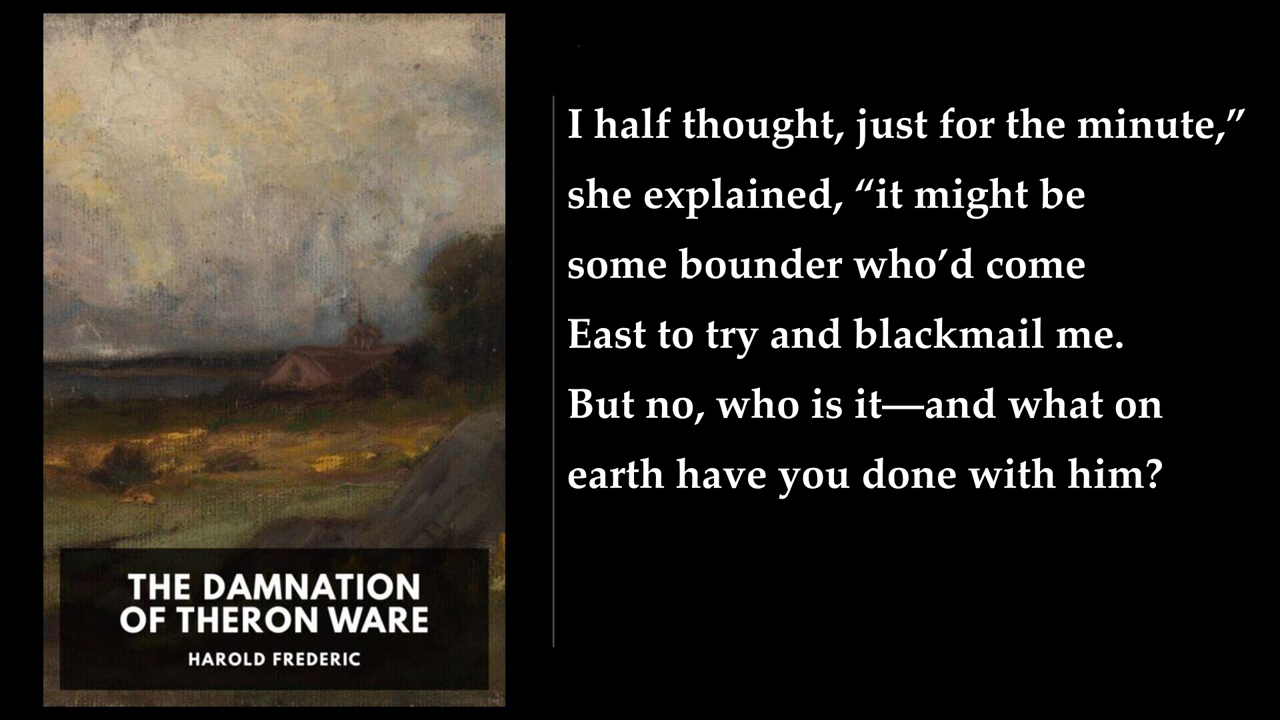 THE DAMNATION
OF THERON WARE
HAROLD FREDERIC
I half thought, just for the minute,”
she explained, “it might be
some bounder who’d come
East to try and blackmail me.
But no, who is it—and what on
earth have you done with him?